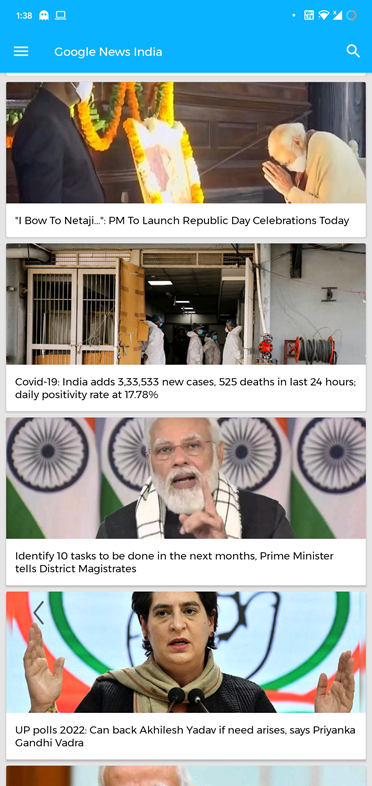 1:38
Google News India
"I Bow To Netaji...": PM To Launch Republic Day Celebrations Today
Covid-19: India adds 3,33,533 new cases, 525 deaths in last 24 hours;
daily positivity rate at 17.78%
Identify 10 tasks to be done in the next months, Prime Minister
tells District Magistrates
UP polls 2022: Can back Akhilesh Yadav if need arises, says Priyanka
Gandhi Vadra